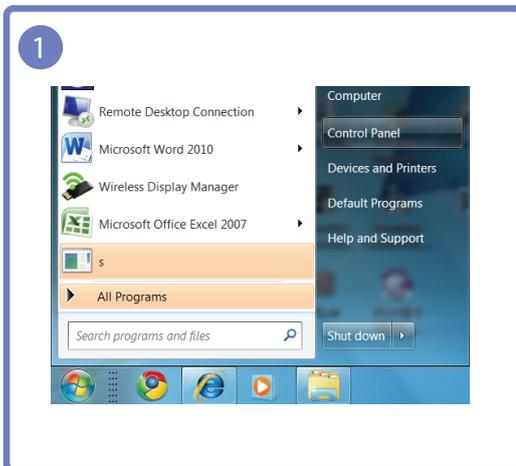 1
Remote Desktop Connection
Microsoft Word 2010
Wireless Display Manager
Microsoft Office Excel 2007
s
All Programs
Search programs and files
Computer
Control Panel
Devices and Printers
Default Programs
Help and Support
Shut down